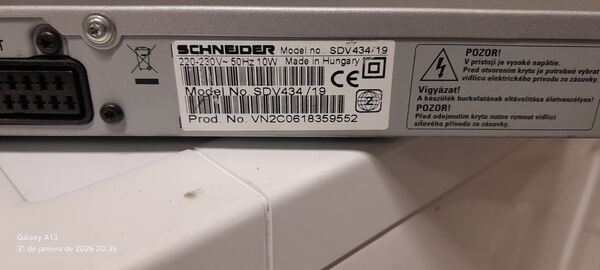 T
SCHNEIDER Model no.. SDV434/19
220-230V~ 50Hz 10W Made in Hungary
CE
Model No SDV434 /19
Prod. No. VN2C0618359552
POZOR!
V prístoji je vysoké napätie.
Pred otvorením krytu je potrebné vybrat
vidlicu elektrického prívodu zo zásuvky.
Vigyázat!
A készülék burkolatának eltávolítása életveszélyes!
POZOR!
Před odejmutím krytu nutno vyjmout vidlici
síťového přívodu ze zásuvky.
Galaxy A13
31 de janeiro de 2026 20:35